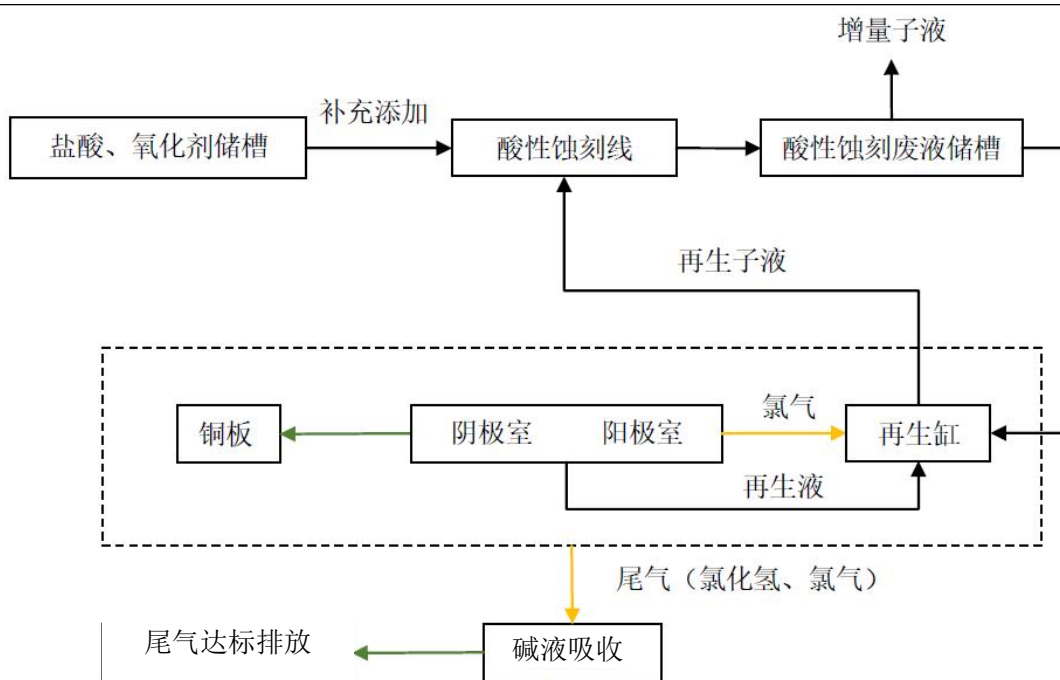 增量子液
补充添加
盐酸、氧化剂储槽
酸性蚀刻线
酸性蚀刻废液储槽
再生子液
氯气
铜板
阴极室
阳极室
再生缸
再生液
尾气（氯化氢、氯气）
尾气达标排放
碱液吸收